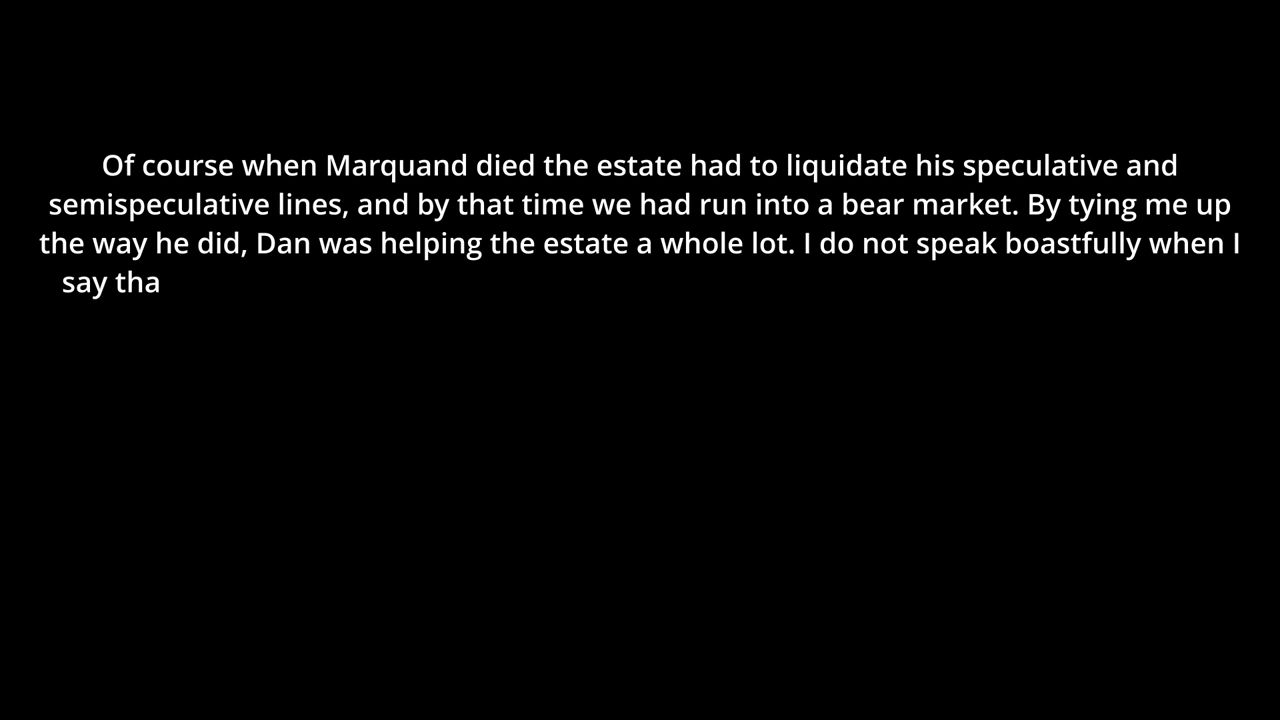 Of course when Marquand died the estate had to liquidate his speculative and
semispeculative lines, and by that time we had run into a bear market. By tying me up
the way he did, Dan was helping the estate a whole lot. I do not speak boastfully when I
say tha